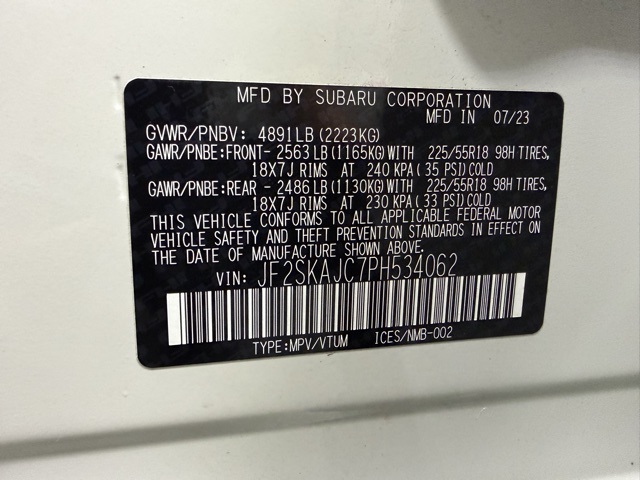 MFD BY SUBARU CORPORATION
MFD IN 07/23
GVWR/PNBV: 4891LB(2223KG)
GAWR/PNBE:FRONT- 2563LB(1165KG)WITH 225/55R18 98H TIRES,
18X7J RIMS AT 240 KPA(35 PSI)COLD
GAWR/PNBE:REAR - 2486LB(1130KG)WITH 225/55R18 98H TIRES,
18X7J RIMS AT 230 KPA(33 PSI)COLD
THIS VEHICLE CONFORMS TO ALL APPLICABLE FEDERAL MOTOR
VEHICLE SAFETY AND THEFT PREVENTION STANDARDS IN EFFECT ON
THE DATE OF MANUFACTURE SHOWN ABOVE.
VIN: JF2SKAJC7PH534062
TYPE:MPV/VTUM ICES/NMB-002